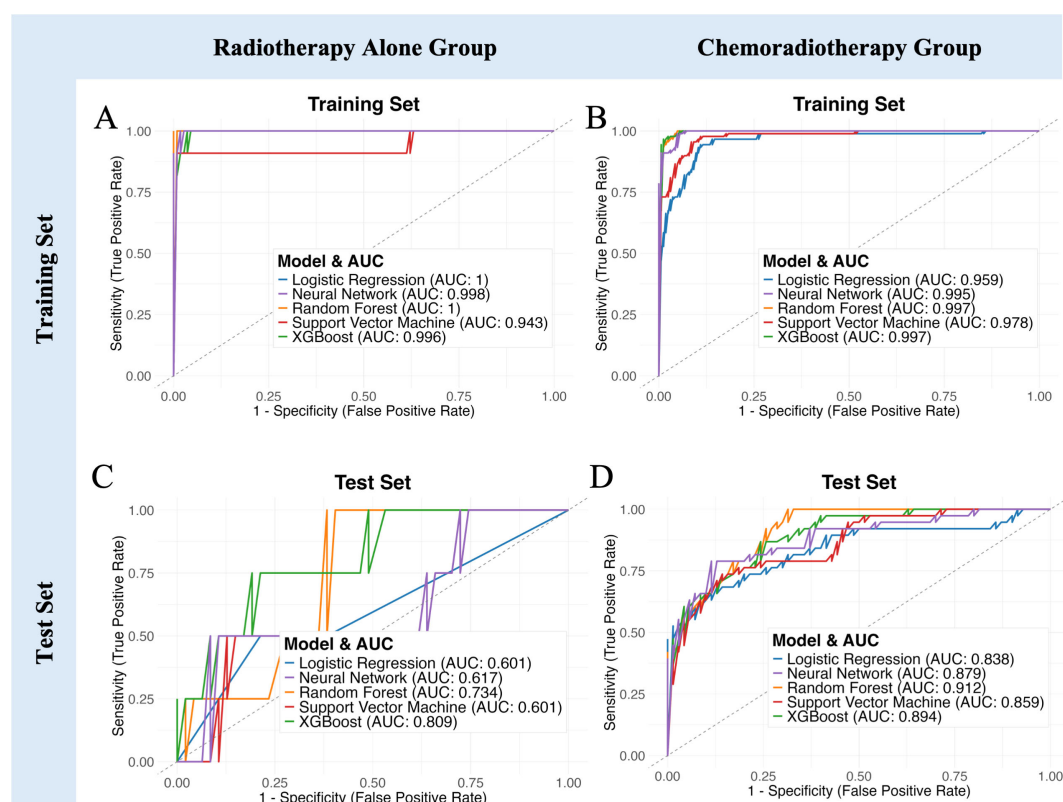 Radiotherapy Alone Group
Chemoradiotherapy Group
Training Set
Test Set
A
Training Set
Sensitivity (True Positive Rate)
1.00
0.75
0.50
0.25
0.00
Model & AUC
Logistic Regression (AUC: 1)
Neural Network (AUC: 0.998)
Random Forest (AUC: 1)
Support Vector Machine (AUC: 0.943)
XGBoost (AUC: 0.996)
0.00 0.25 0.50 0.75 1.00
1 - Specificity (False Positive Rate)
B
Training Set
Sensitivity (True Positive Rate)
1.00
0.75
0.50
0.25
0.00
Model & AUC
Logistic Regression (AUC: 0.959)
Neural Network (AUC: 0.995)
Random Forest (AUC: 0.997)
Support Vector Machine (AUC: 0.978)
XGBoost (AUC: 0.997)
0.00 0.25 0.50 0.75 1.00
1 - Specificity (False Positive Rate)
C
Test Set
Sensitivity (True Positive Rate)
1.00
0.75
0.50
0.25
0.00
Model & AUC
Logistic Regression (AUC: 0.601)
Neural Network (AUC: 0.617)
Random Forest (AUC: 0.734)
Support Vector Machine (AUC: 0.601)
XGBoost (AUC: 0.809)
0.00 0.25 0.50 0.75 1.00
1 - Specificity (False Positive Rate)
D
Test Set
Sensitivity (True Positive Rate)
1.00
0.75
0.50
0.25
0.00
Model & AUC
Logistic Regression (AUC: 0.838)
Neural Network (AUC: 0.879)
Random Forest (AUC: 0.912)
Support Vector Machine (AUC: 0.859)
XGBoost (AUC: 0.894)
0.00 0.25 0.50 0.75 1.00
1 - Specificity (False Positive Rate)